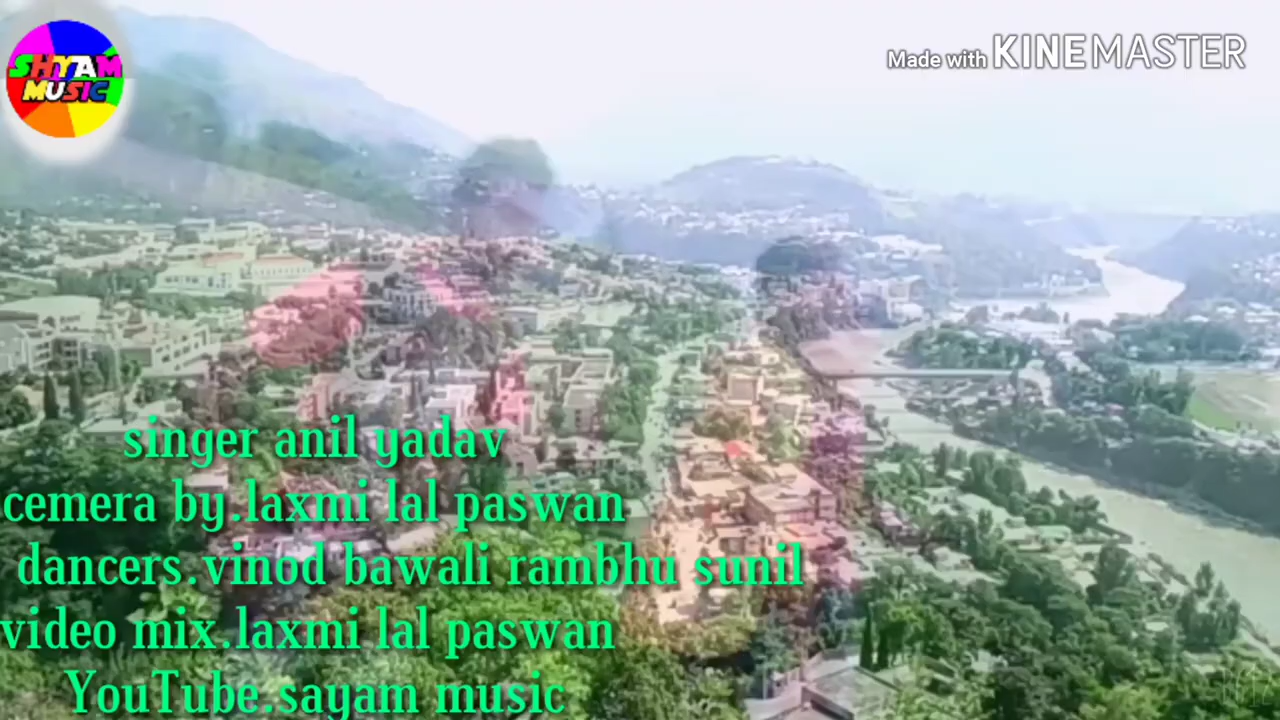 SHYAM
MUSIC
Made with KINEMASTER
singer anil yadav
cemera by.laxmi lal paswan
dancers.vinod bawali rambhu sunil
video mix.laxmi lal paswan
YouTube.sayam music